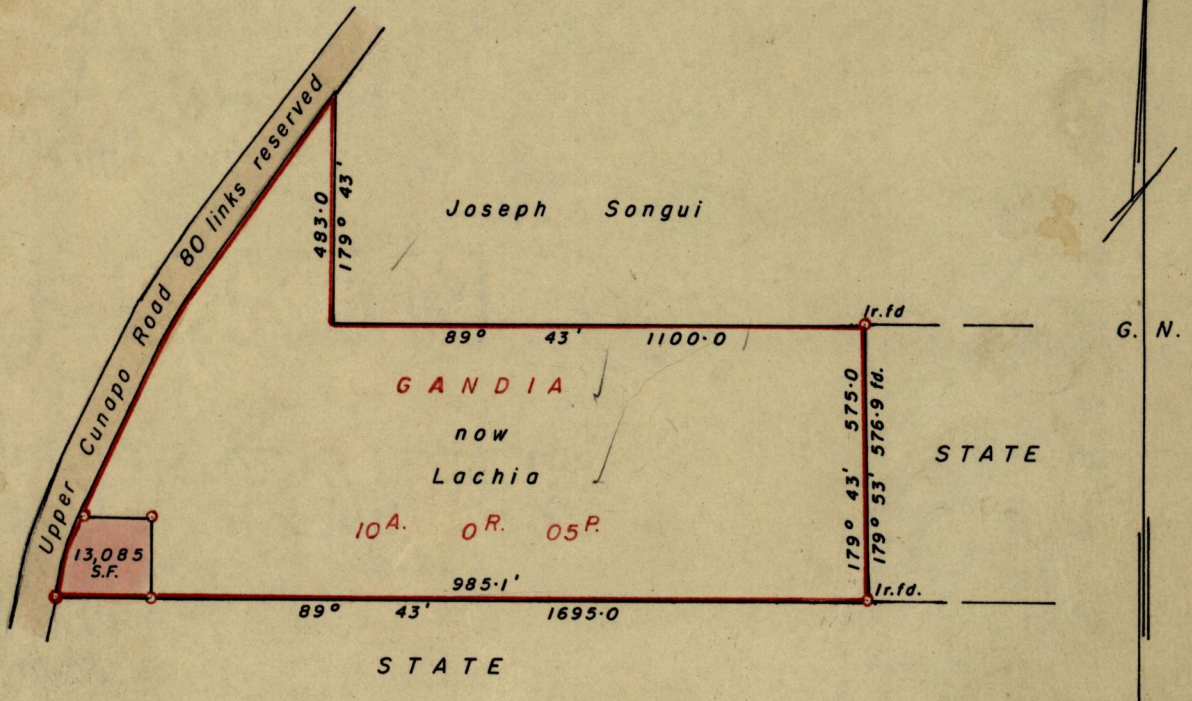 Upper Cunapo Road 80 links reserved
483·0
179° 43'
Joseph Songui
Ir.fd
89° 43' 1100·0
G. N.
GANDIA
now
Lachia
10A. 0R. 05P.
179° 43' 575·0
179° 53' 576·9 fd.
STATE
13,085
S.F.
985·1'
Ir.fd.
89° 43' 1695·0
STATE